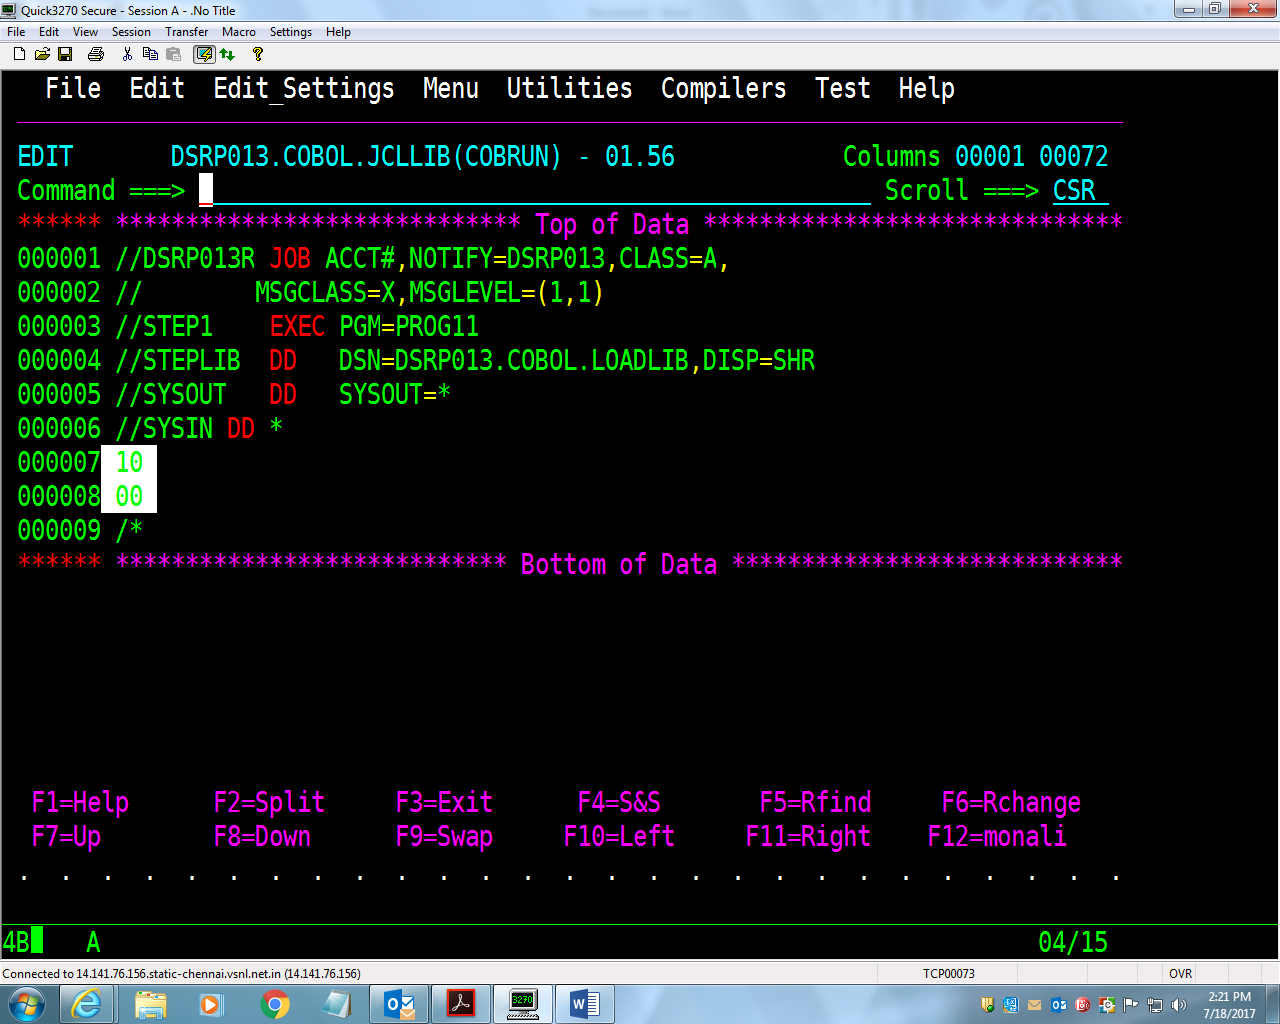 Quick3270 Secure - Session A - .No Title
File Edit View Session Transfer Macro Settings Help
File Edit Edit_Settings Menu Utilities Compilers Test Help
EDIT DSRP013.COBOL.JCLLIB(COBRUN) - 01.56 Columns 00001 00072
Command ===> Scroll ===> CSR
****** ***************************** Top of Data ******************************
000001 //DSRP013R JOB ACCT#,NOTIFY=DSRP013,CLASS=A,
000002 // MSGCLASS=X,MSGLEVEL=(1,1)
000003 //STEP1 EXEC PGM=PROG11
000004 //STEPLIB DD DSN=DSRP013.COBOL.LOADLIB,DISP=SHR
000005 //SYSOUT DD SYSOUT=*
000006 //SYSIN DD *
000007 10
000008 00
000009 /*
****** **************************** Bottom of Data ****************************
F1=Help F2=Split F3=Exit F4=S&S F5=Rfind F6=Rchange
F7=Up F8=Down F9=Swap F10=Left F11=Right F12=monali
. . . . . . . . . . . . . . . . . . . . . . . . . . .
4B A 04/15
Connected to 14.141.76.156.static-chennai.vsnl.net.in (14.141.76.156) TCP00073 OVR
3270
2:21 PM
7/18/2017